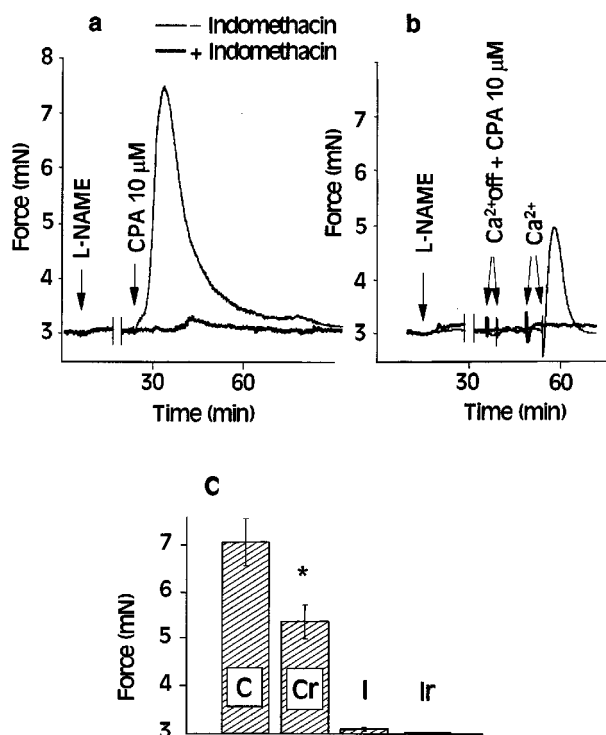 a
– Indomethacin
+ Indomethacin
b
8
7
6
5
4
3
Force (mN)
L-NAME
CPA 10 μM
30
60
Time (min)
7
6
5
4
3
Force (mN)
L-NAME
Ca²⁺off + CPA 10 μM
Ca²⁺
30
60
Time (min)
C
7
6
5
4
3
Force (mN)
*
C
Cr
I
Ir